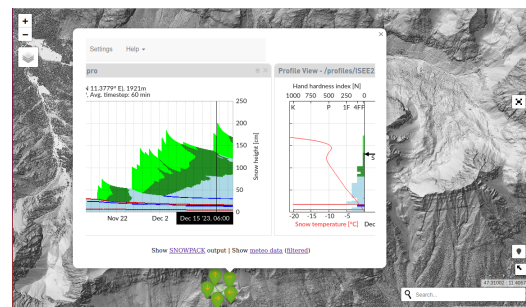 +
−
×
Settings Help
pro
N 11.3779° El, 1921m
, Avg. timestep: 60 min
250
200
150
100
50
0
Snow height [cm]
Nov 22 Dec 2 Dec 15 '23, 06:00
Profile View - /profiles/ISEE2
Hand hardness index [N]
1000 750 500 250 0
K P 1F 4F F
S
-20 -15 -10 -5
Snow temperature [°C] Dec
Show SNOWPACK output | Show meteo data (filtered)
Search...